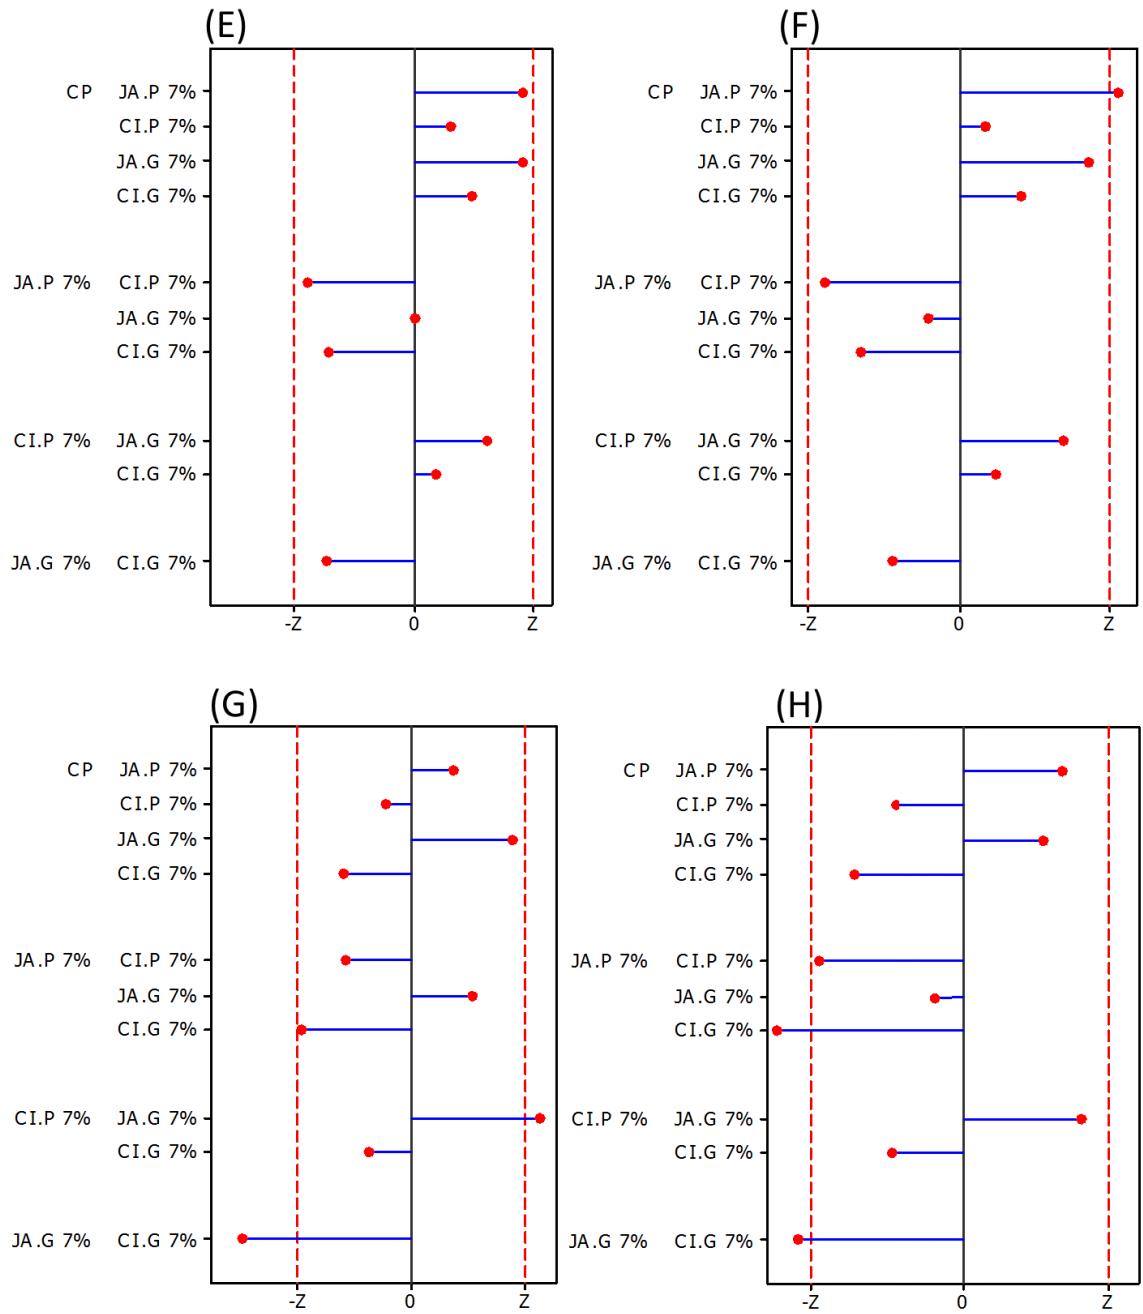 (E)
CP JA.P 7%
CI.P 7%
JA.G 7%
CI.G 7%
JA.P 7% CI.P 7%
JA.G 7%
CI.G 7%
CI.P 7% JA.G 7%
CI.G 7%
JA.G 7% CI.G 7%
-Z 0 Z
(F)
CP JA.P 7%
CI.P 7%
JA.G 7%
CI.G 7%
JA.P 7% CI.P 7%
JA.G 7%
CI.G 7%
CI.P 7% JA.G 7%
CI.G 7%
JA.G 7% CI.G 7%
-Z 0 Z
(G)
CP JA.P 7%
CI.P 7%
JA.G 7%
CI.G 7%
JA.P 7% CI.P 7%
JA.G 7%
CI.G 7%
CI.P 7% JA.G 7%
CI.G 7%
JA.G 7% CI.G 7%
-Z 0 Z
(H)
CP JA.P 7%
CI.P 7%
JA.G 7%
CI.G 7%
JA.P 7% CI.P 7%
JA.G 7%
CI.G 7%
CI.P 7% JA.G 7%
CI.G 7%
JA.G 7% CI.G 7%
-Z 0 Z